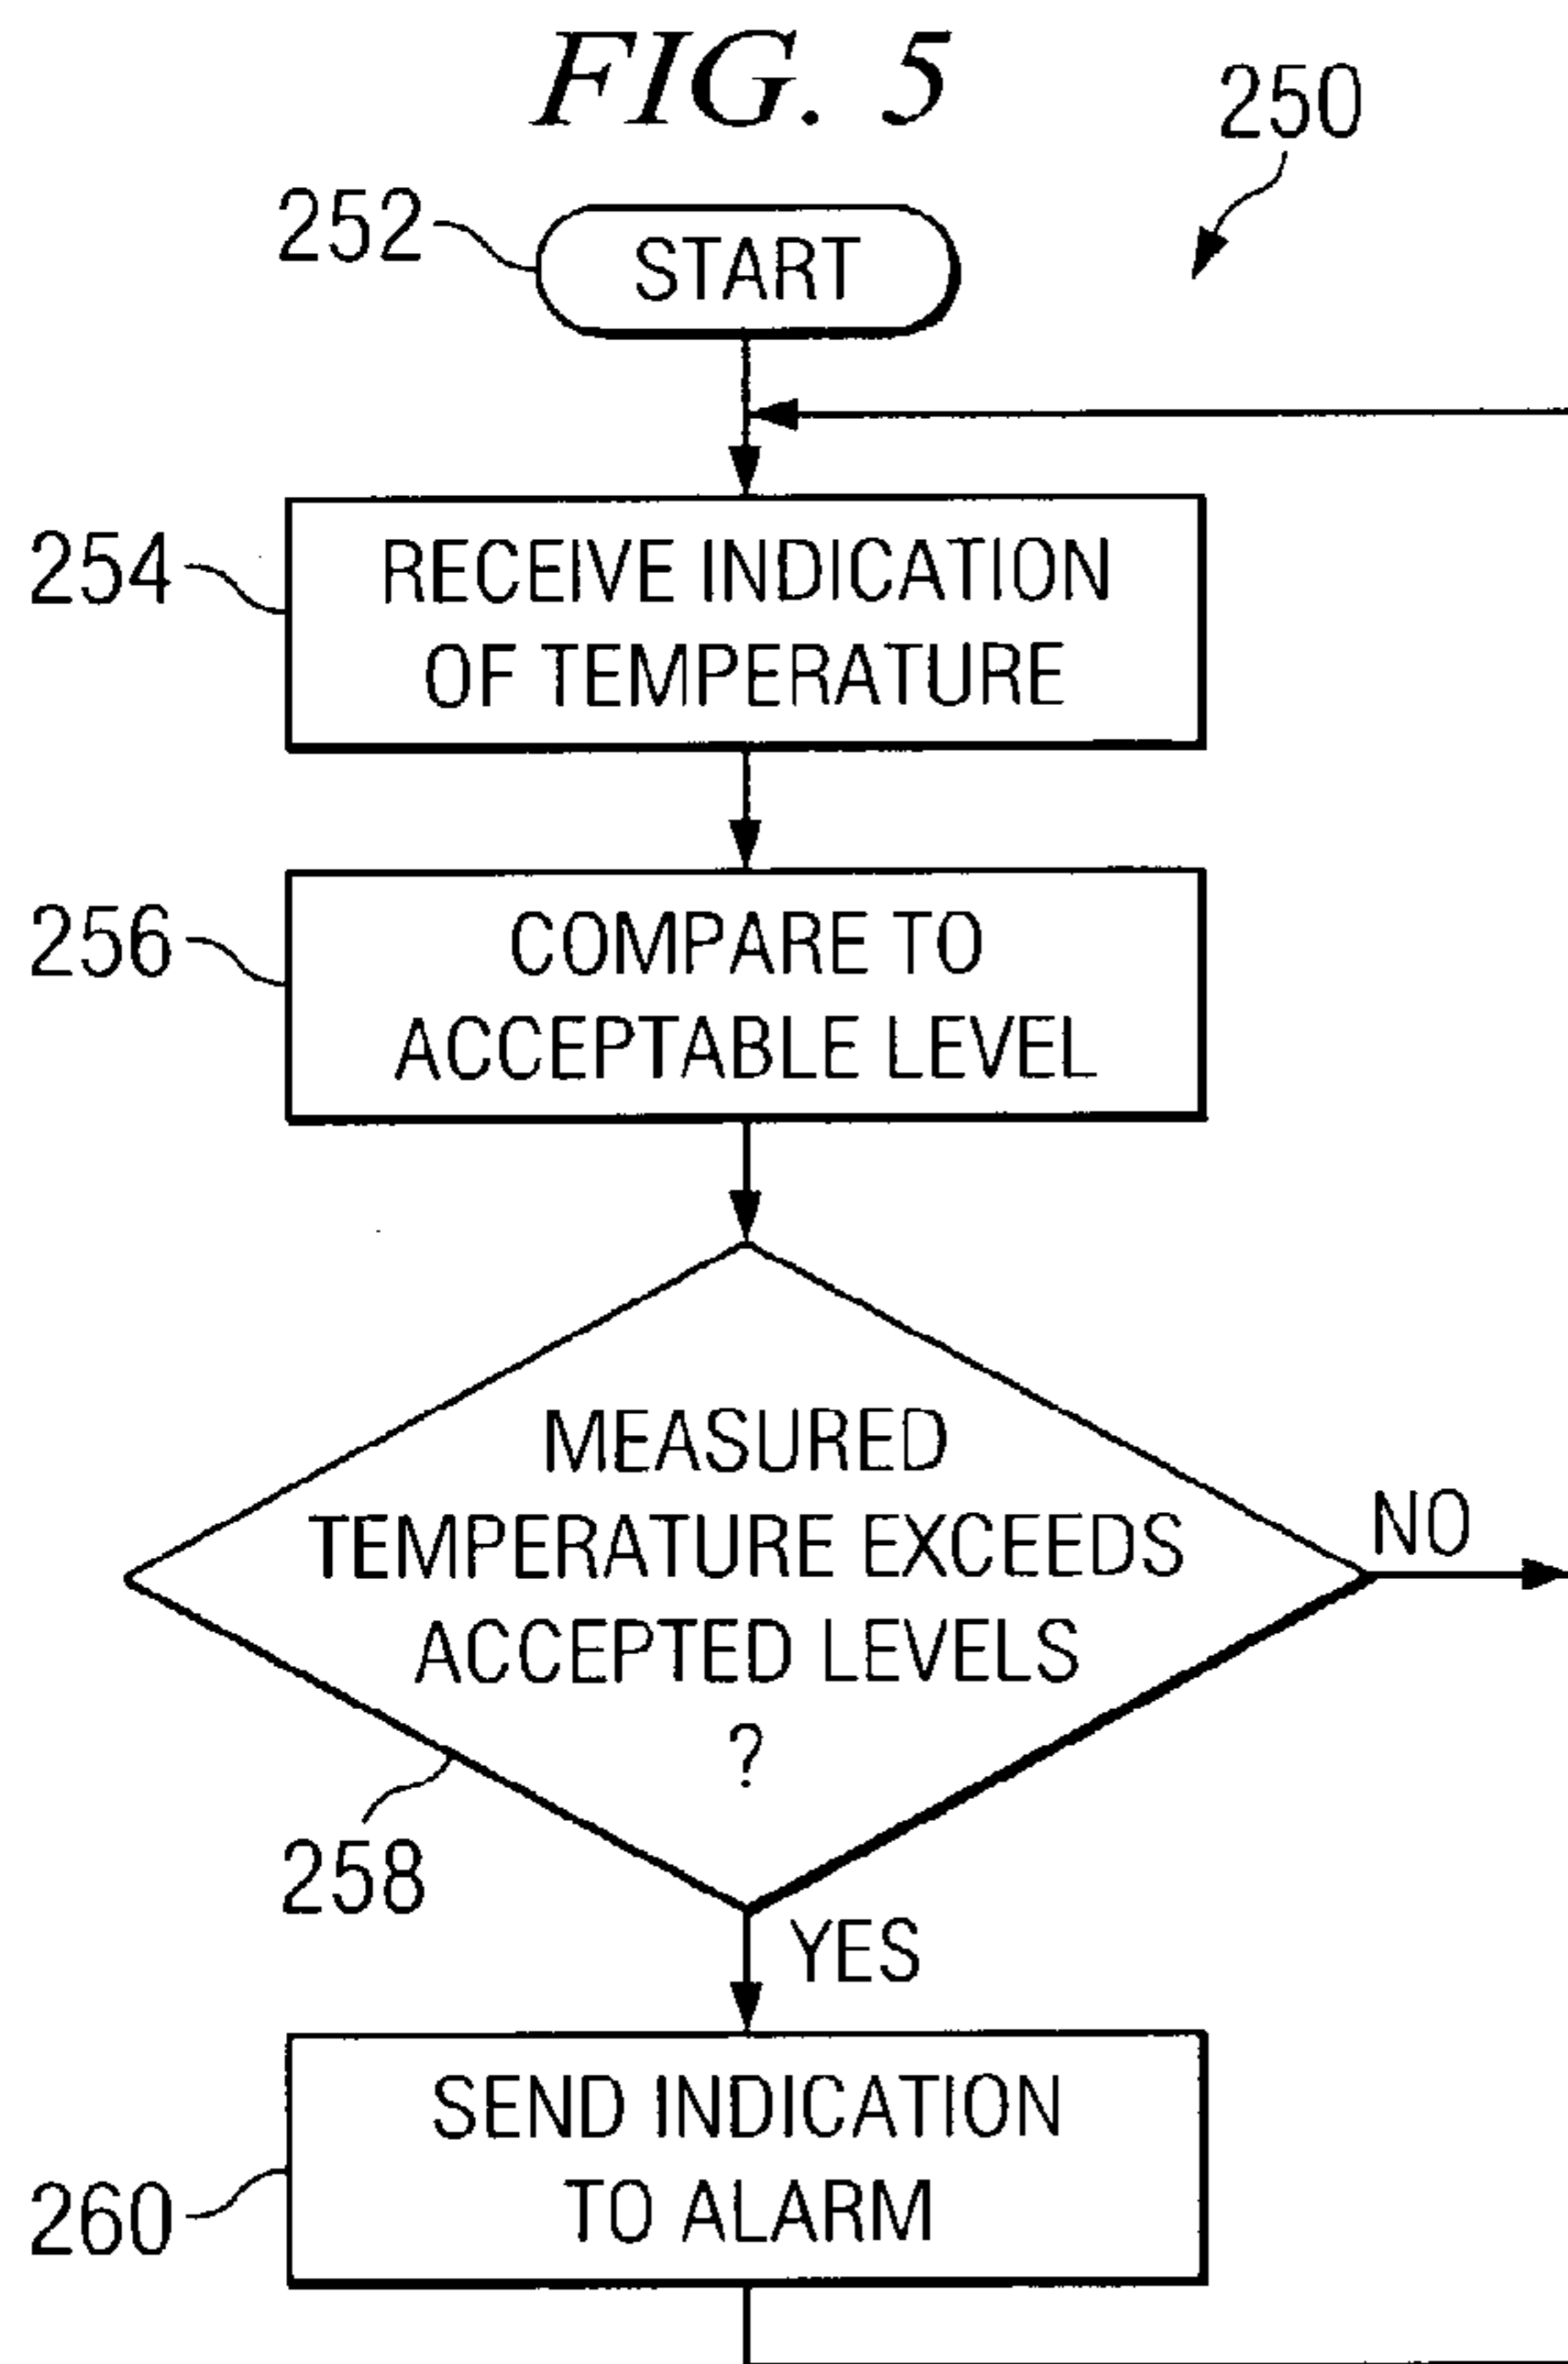 FIG. 5
250
252
START
254
RECEIVE INDICATION
OF TEMPERATURE
256
COMPARE TO
ACCEPTABLE LEVEL
MEASURED
TEMPERATURE EXCEEDS
ACCEPTED LEVELS
?
NO
258
YES
SEND INDICATION
TO ALARM
260